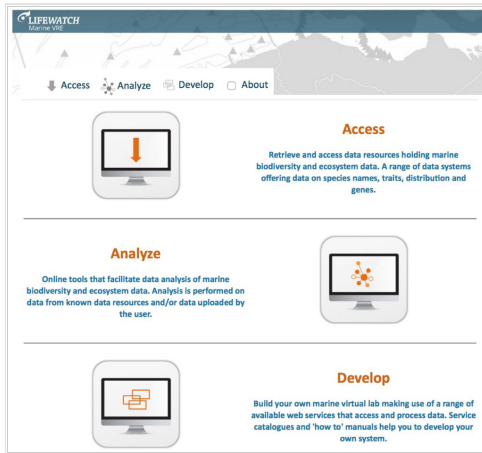 LIFEWATCH
Marine VRE
Access Analyze Develop About
Access
Retrieve and access data resources holding marine
biodiversity and ecosystem data. A range of data systems
offering data on species names, traits, distribution and
genes.
Analyze
Online tools that facilitate data analysis of marine
biodiversity and ecosystem data. Analysis is performed on
data from known data resources and/or data uploaded by
the user.
Develop
Build your own marine virtual lab making use of a range of
available web services that access and process data. Service
catalogues and 'how to' manuals help you to develop your
own system.